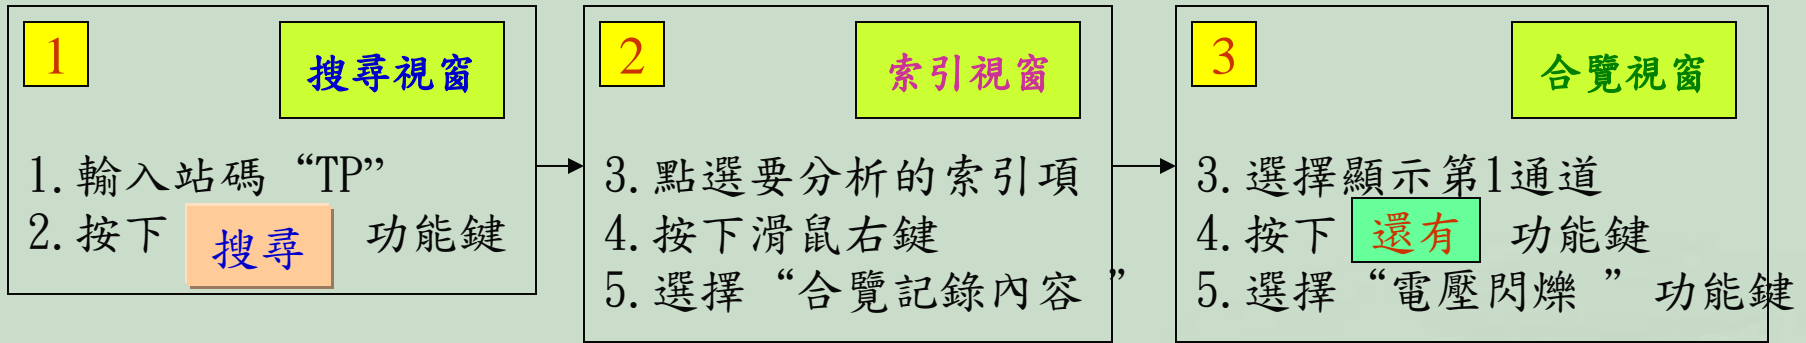 1
搜尋視窗
1.輸入站碼 “TP”
2.按下 搜尋 功能鍵
2
索引視窗
3.點選要分析的索引項
4.按下滑鼠右鍵
5.選擇 “合覽記錄內容 ”
3
合覽視窗
3.選擇顯示第1通道
4.按下 還有 功能鍵
5.選擇 “電壓閃爍 ” 功能鍵